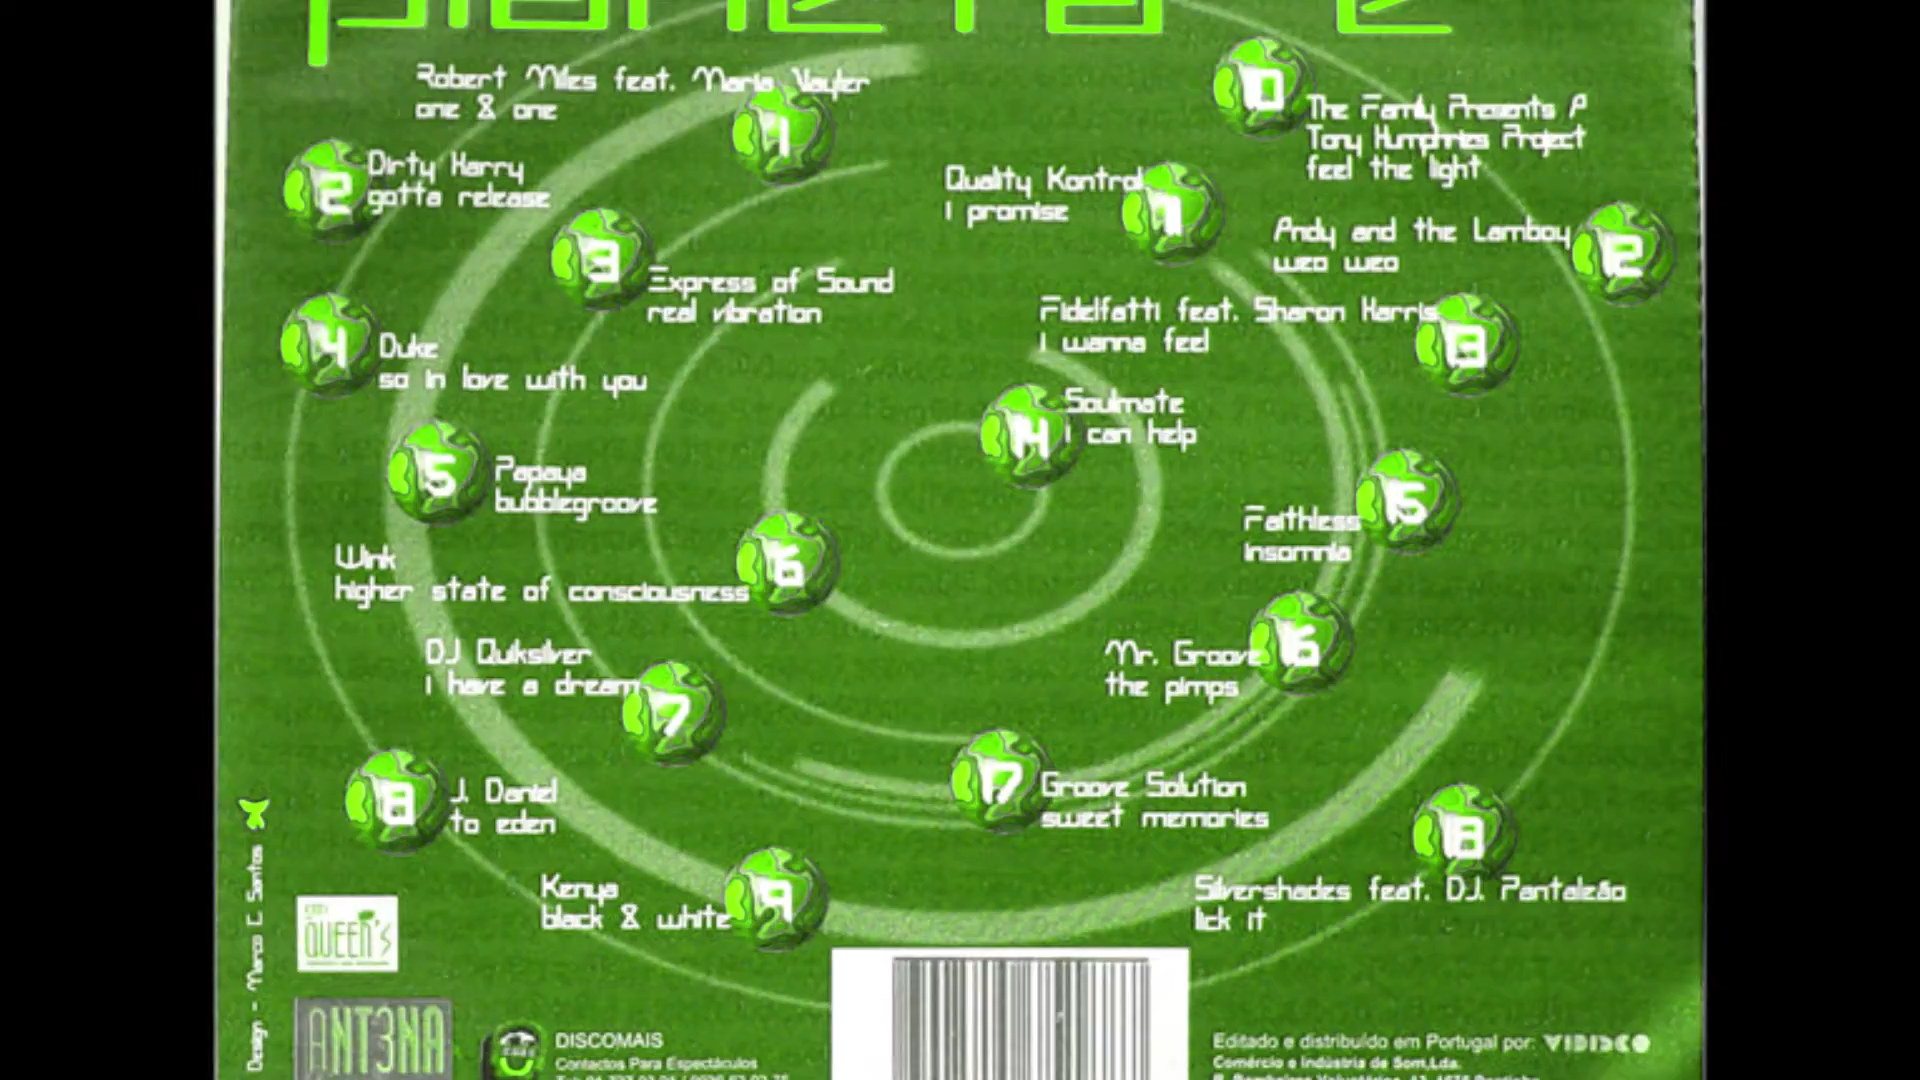 planeta e
Robert Miles feat. Maria Nayler
one & one
1
2
Dirty Harry
gotta release
3
Express of Sound
real vibration
4
Duke
so in love with you
5
Papaya
bubblegroove
Wink
higher state of consciousness
6
DJ Quiksilver
i have a dream
7
8
J. Daniel
to eden
Kenya
black & white
9
10
The Family Presents A
Tony Humphries Project
feel the light
Quality Kontrol
i promise
11
Andy and the Lamboy
weo weo
12
Fidelfatti feat. Sharon Harris
i wanna feel
13
14
Soulmate
i can help
15
Faithless
insomnia
16
Mr. Groove
the pimps
17
Groove Solution
sweet memories
18
Silvershades feat. DJ. Pantaleão
lick it
Design - Marco C Santos
QUEEN's
ANT3NA
DISCOMAIS
Contactos Para Espectáculos
Editado e distribuído em Portugal por: VIDISCO
Comércio e Indústria de Som,Lda.